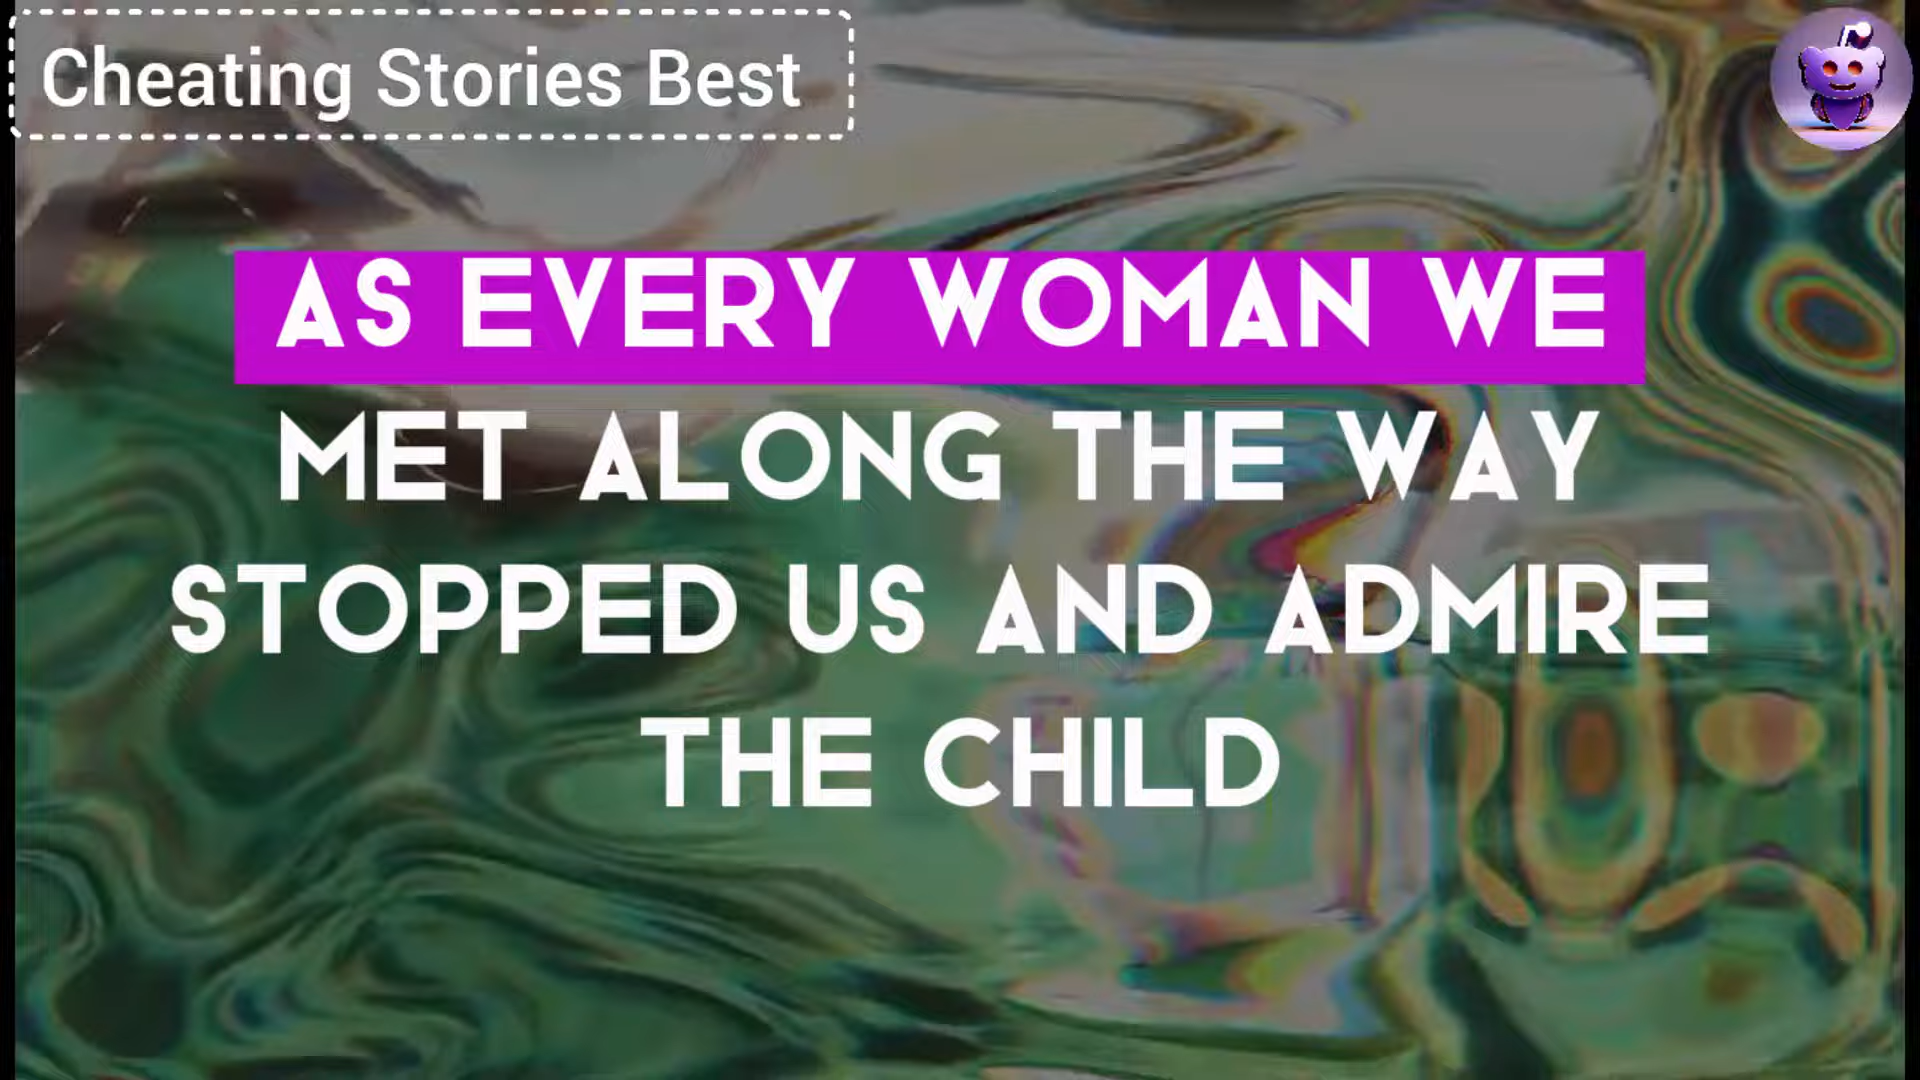 Cheating Stories Best
AS EVERY WOMAN WE
MET ALONG THE WAY
STOPPED US AND ADMIRE
THE CHILD